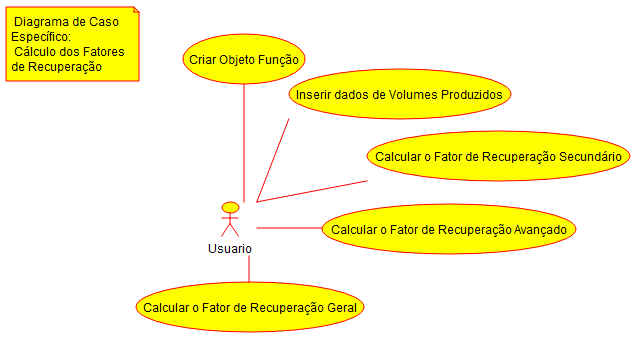 Diagrama de Caso
Específico:
Cálculo dos Fatores
de Recuperação
Criar Objeto Função
Inserir dados de Volumes Produzidos
Calcular o Fator de Recuperação Secundário
Calcular o Fator de Recuperação Avançado
Usuario
Calcular o Fator de Recuperação Geral